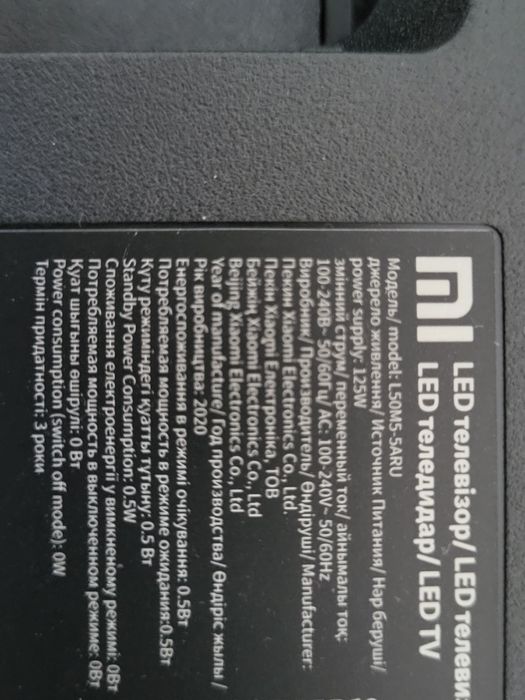 LED телевізор/ LED телеви
LED теледидар/ LED TV
Модель/ model: L50M5-5ARU
джерело живлення/ Источник Питания/ Нәр беруші/
power supply: 125W
змінний струм/ переменный ток/ айнымалы ток:
100-240В~ 50/60Гц/AC: 100-240V~ 50/60Hz
Виробник/ Производитель/ Өндіруші/ Manufacturer:
Пекин Xiaomi Electronics Co., Ltd.
Пекин Xiaomi Електроніка, ТОВ
Бейжің Xiaomi Electronics Co., Ltd
Beijing Xiaomi Electronics Co., Ltd
Year of manufacture/ Год производства/ Өндіріс жылы /
Рік виробництва: 2020
Енергоспоживання в режимі очікування: 0.5Вт
Потребляемая мощность в режиме ожидания:0.5Вт
Күту режиміндегі қуатты тұтыну: 0.5 Вт
Standby Power Consumption: 0.5W
Споживання електроенергії у вимкненому режимі: 0Вт
Потребляемая мощность в выключенном режиме: 0Вт
Қуат шығыны өшірулі: 0 Вт
Power consumption (switch off mode): 0W
Термін придатності: 3 роки